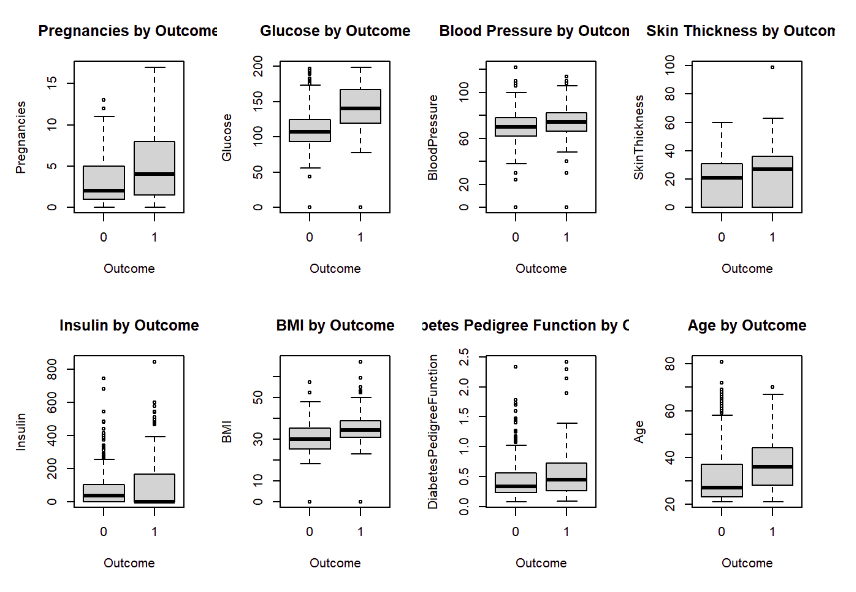 Pregnancies by Outcome
Pregnancies
0
5
10
15
0 1
Outcome
Glucose by Outcome
Glucose
0
50
100
150
200
0 1
Outcome
Blood Pressure by Outcon
BloodPressure
0
20
60
100
0 1
Outcome
Skin Thickness by Outcom
SkinThickness
0
20
40
60
80
100
0 1
Outcome
Insulin by Outcome
Insulin
0
200
400
600
800
0 1
Outcome
BMI by Outcome
BMI
0
10
30
50
0 1
Outcome
betes Pedigree Function by C
DiabetesPedigreeFunction
0.0
0.5
1.0
1.5
2.0
2.5
0 1
Outcome
Age by Outcome
Age
20
40
60
80
0 1
Outcome